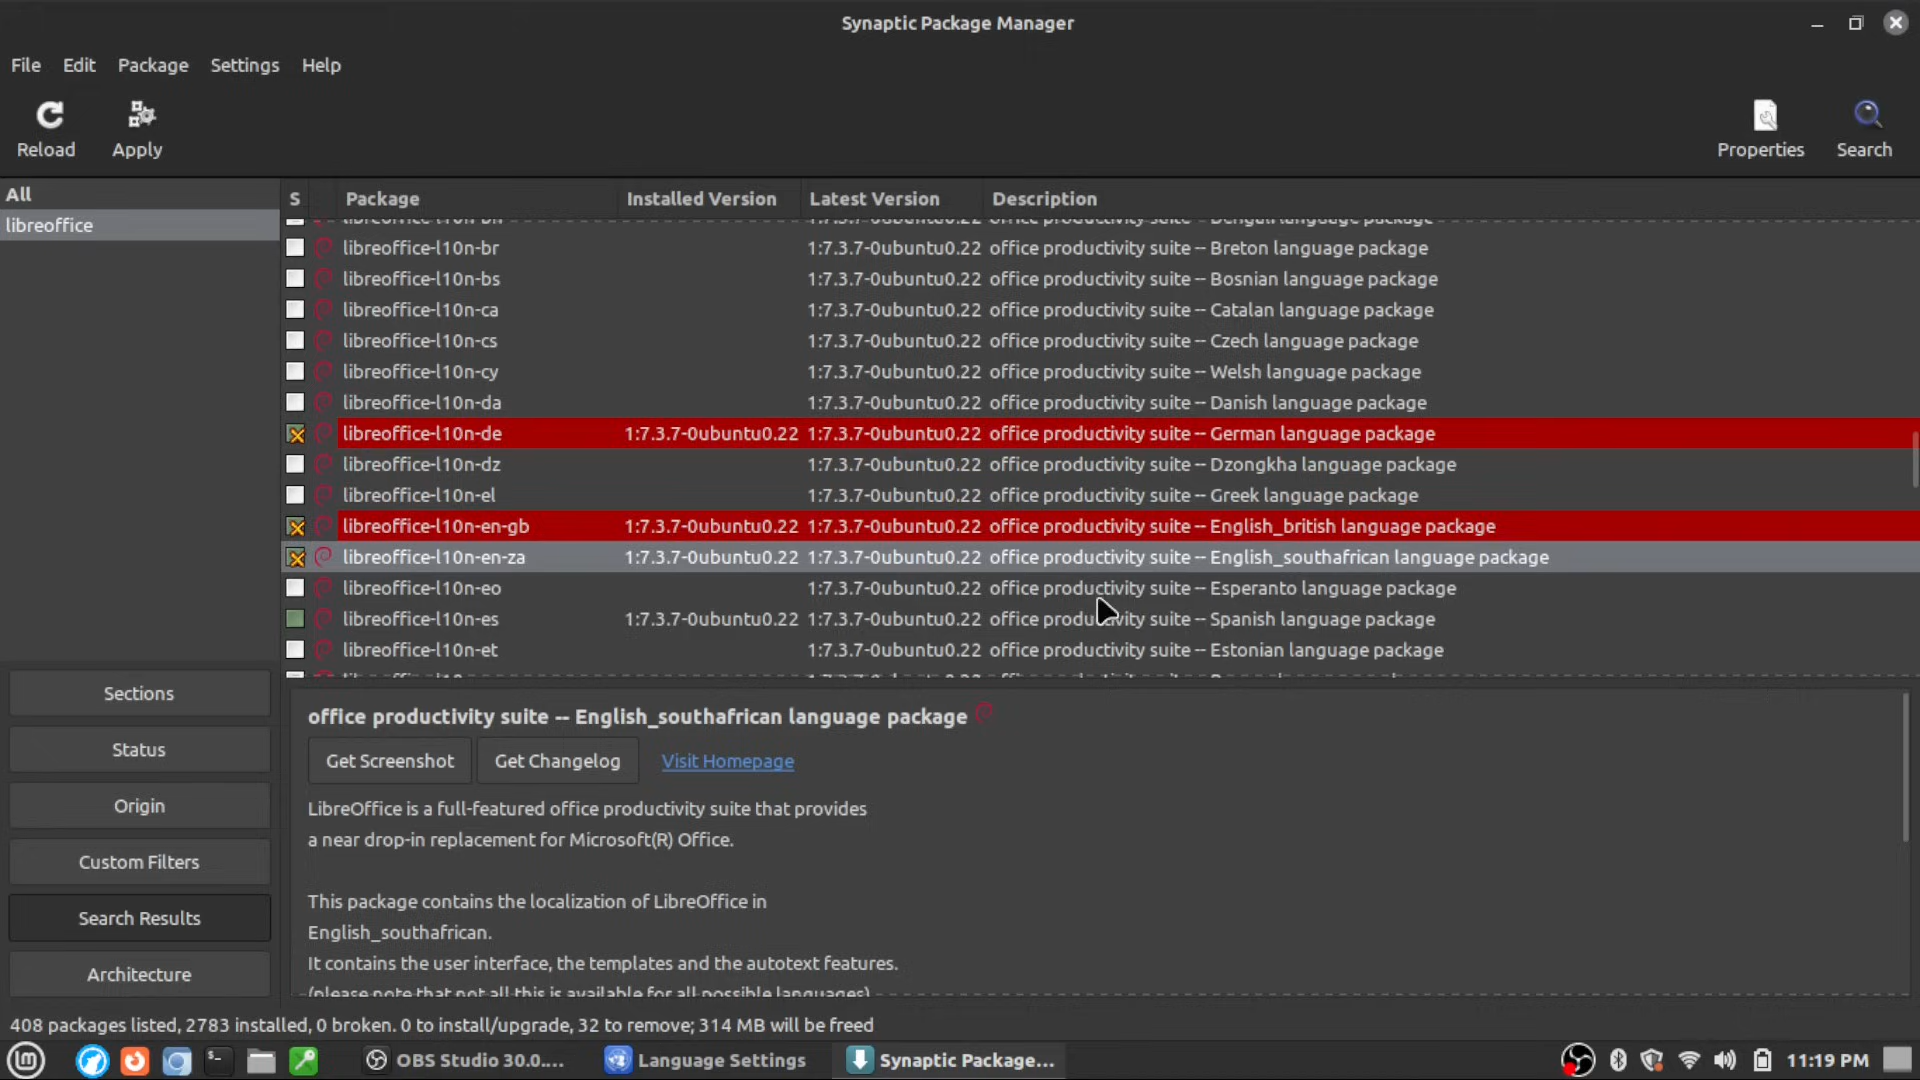 Synaptic Package Manager
File Edit Package Settings Help
Reload Apply Properties Search
All
libreoffice
S Package Installed Version Latest Version Description
office productivity suite -- Bengali language package
libreoffice-l10n-br 1:7.3.7-0ubuntu0.22 office productivity suite -- Breton language package
libreoffice-l10n-bs 1:7.3.7-0ubuntu0.22 office productivity suite -- Bosnian language package
libreoffice-l10n-ca 1:7.3.7-0ubuntu0.22 office productivity suite -- Catalan language package
libreoffice-l10n-cs 1:7.3.7-0ubuntu0.22 office productivity suite -- Czech language package
libreoffice-l10n-cy 1:7.3.7-0ubuntu0.22 office productivity suite -- Welsh language package
libreoffice-l10n-da 1:7.3.7-0ubuntu0.22 office productivity suite -- Danish language package
libreoffice-l10n-de 1:7.3.7-0ubuntu0.22 1:7.3.7-0ubuntu0.22 office productivity suite -- German language package
libreoffice-l10n-dz 1:7.3.7-0ubuntu0.22 office productivity suite -- Dzongkha language package
libreoffice-l10n-el 1:7.3.7-0ubuntu0.22 office productivity suite -- Greek language package
libreoffice-l10n-en-gb 1:7.3.7-0ubuntu0.22 1:7.3.7-0ubuntu0.22 office productivity suite -- English_british language package
libreoffice-l10n-en-za 1:7.3.7-0ubuntu0.22 1:7.3.7-0ubuntu0.22 office productivity suite -- English_southafrican language package
libreoffice-l10n-eo 1:7.3.7-0ubuntu0.22 office productivity suite -- Esperanto language package
libreoffice-l10n-es 1:7.3.7-0ubuntu0.22 1:7.3.7-0ubuntu0.22 office productivity suite -- Spanish language package
libreoffice-l10n-et 1:7.3.7-0ubuntu0.22 office productivity suite -- Estonian language package
Sections
Status
Origin
Custom Filters
Search Results
Architecture
office productivity suite -- English_southafrican language package
Get Screenshot Get Changelog Visit Homepage
LibreOffice is a full-featured office productivity suite that provides
a near drop-in replacement for Microsoft(R) Office.
This package contains the localization of LibreOffice in
English_southafrican.
It contains the user interface, the templates and the autotext features.
(please note that not all this is available for all possible languages)
408 packages listed, 2783 installed, 0 broken. 0 to install/upgrade, 32 to remove; 314 MB will be freed
OBS Studio 30.0.... Language Settings Synaptic Package... 11:19 PM